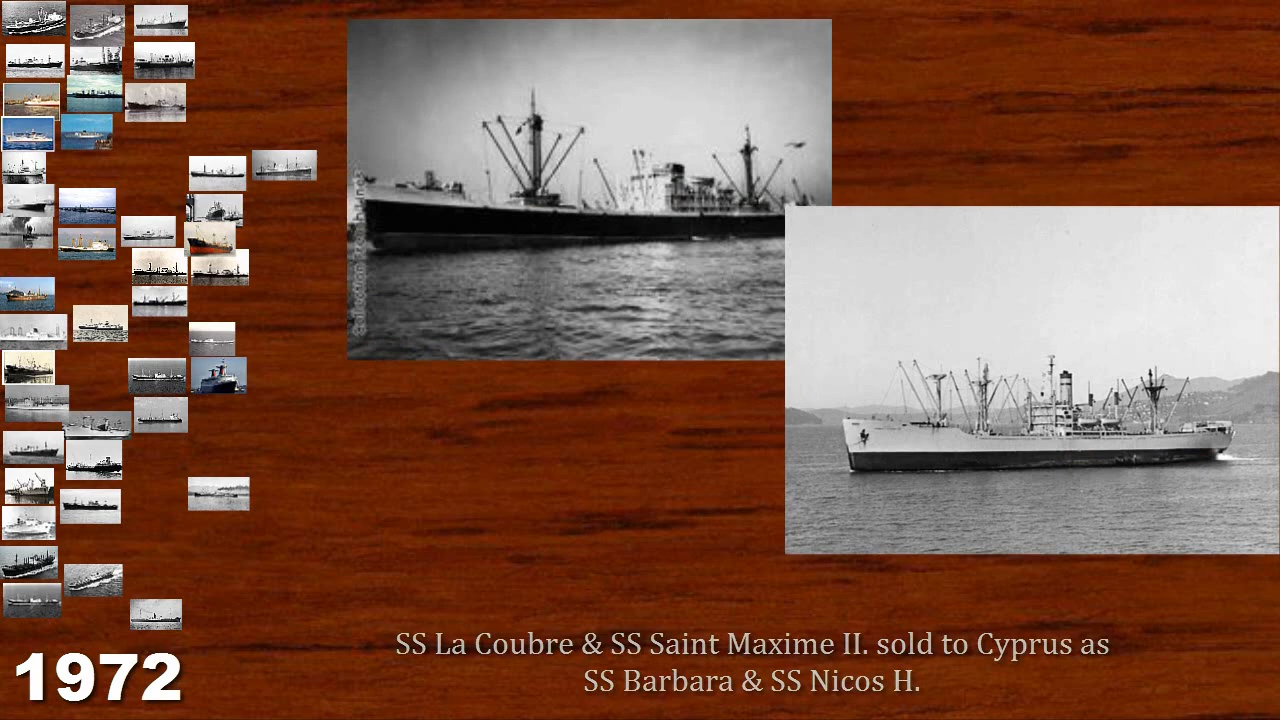 1972
SS La Coubre & SS Saint Maxime II. sold to Cyprus as
SS Barbara & SS Nicos H.